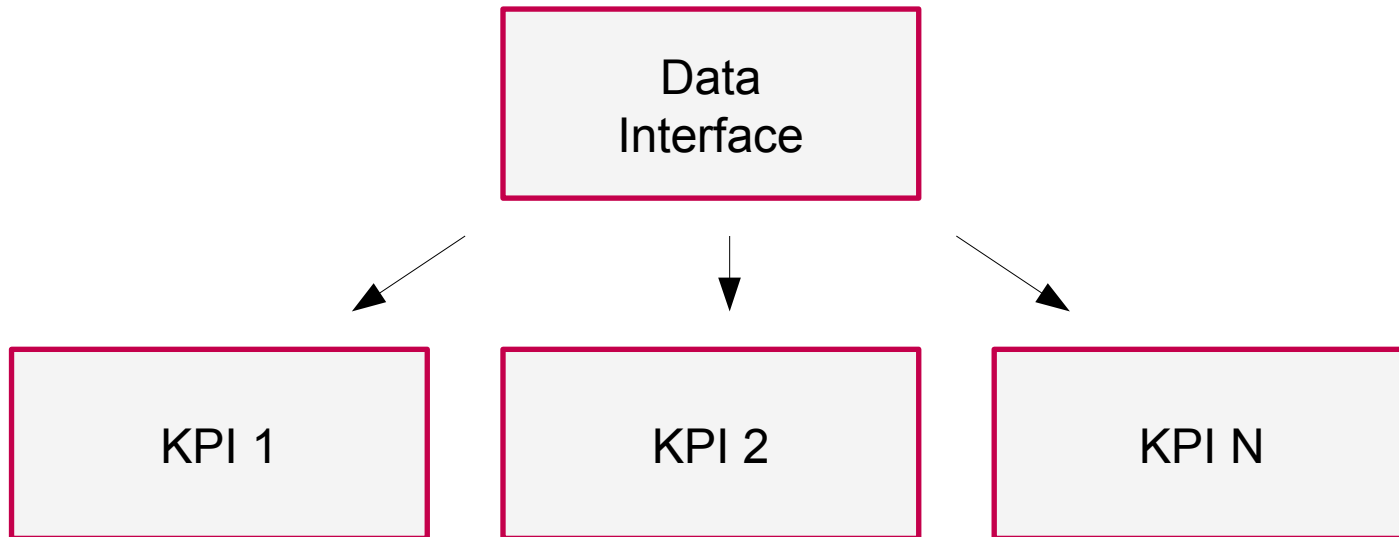 Data
Interface
KPI 1
KPI 2
KPI N